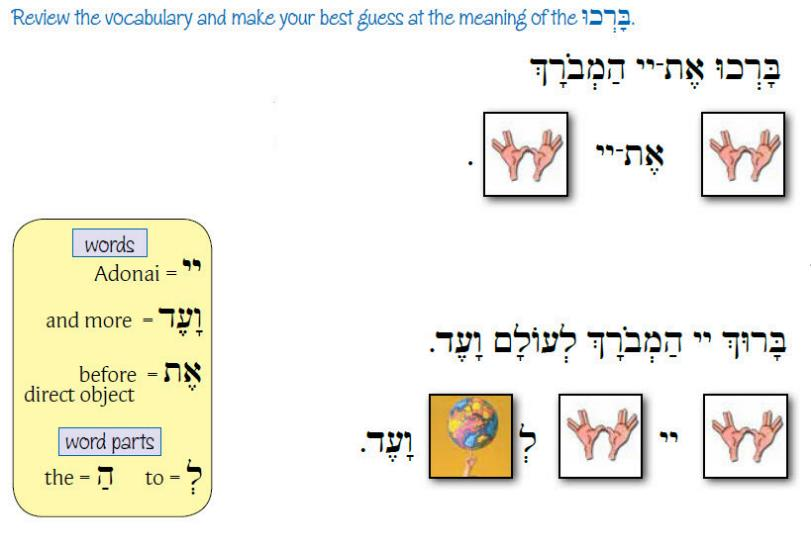 Review the vocabulary and make your best guess at the meaning of the בָּרְכוּ.
בָּרְכוּ אֶת־יי הַמְבֹרָךְ
אֶת־יי .
words
Adonai = יי
and more = וָעֶד
before = אֶת
direct object
word parts
the = הַ to = לְ
בָּרוּךְ יי הַמְבֹרָךְ לְעוֹלָם וָעֶד.
יי לְ וָעֶד.